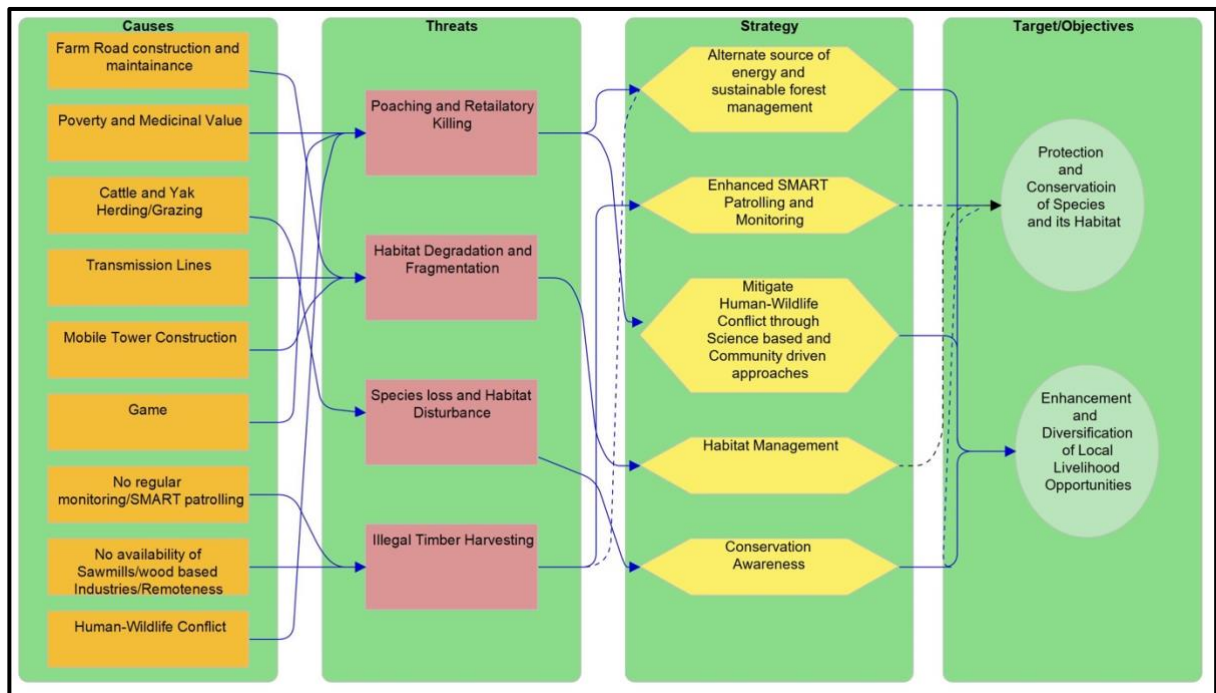 Causes
Farm Road construction and
maintainance
Poverty and Medicinal Value
Cattle and Yak
Herding/Grazing
Transmission Lines
Mobile Tower Construction
Game
No regular
monitoring/SMART patrolling
No availability of
Sawmills/wood based
Industries/Remoteness
Human-Wildlife Conflict
Threats
Poaching and Retailatory
Killing
Habitat Degradation and
Fragmentation
Species loss and Habitat
Disturbance
Illegal Timber Harvesting
Strategy
Alternate source of
energy and
sustainable forest
management
Enhanced SMART
Patrolling and
Monitoring
Mitigate
Human-Wildlife
Conflict through
Science based and
Community driven
approaches
Habitat Management
Conservation
Awareness
Target/Objectives
Protection
and
Conservatioin
of Species
and its Habitat
Enhancement
and
Diversification
of Local
Livelihood
Opportunities